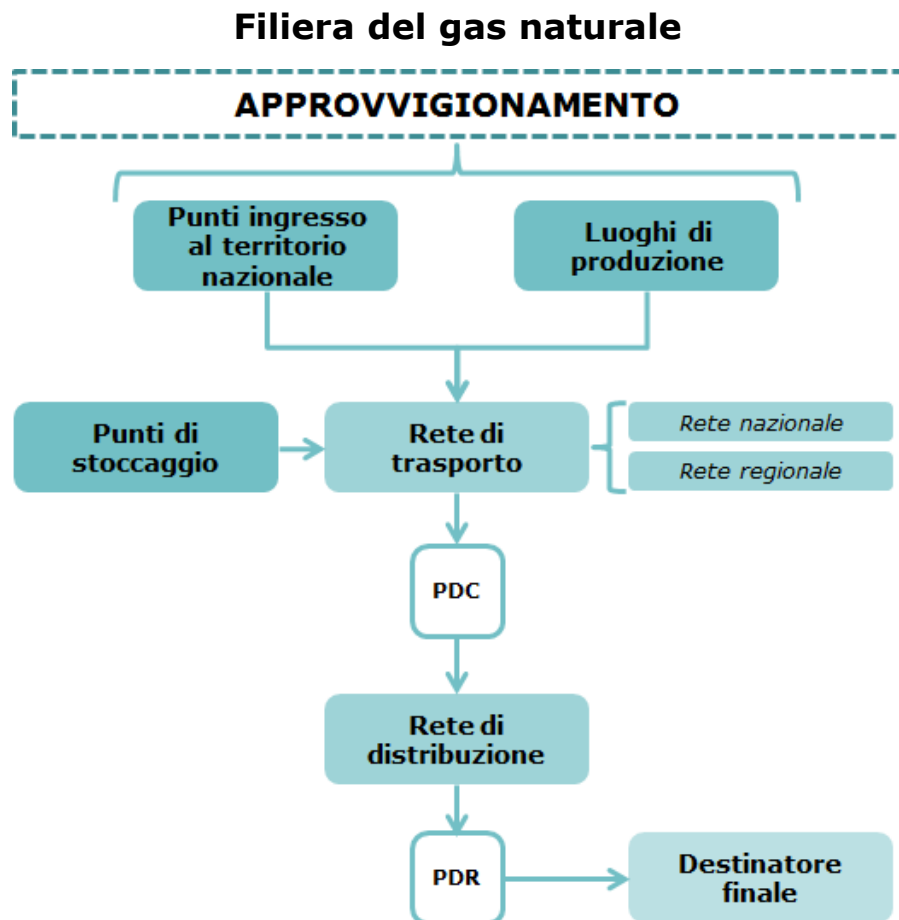 Filiera del gas naturale
APPROVVIGIONAMENTO
Punti ingresso
al territorio
nazionale
Luoghi di
produzione
Punti di
stoccaggio
Rete di
trasporto
Rete nazionale
Rete regionale
PDC
Rete di
distribuzione
PDR
Destinatore
finale